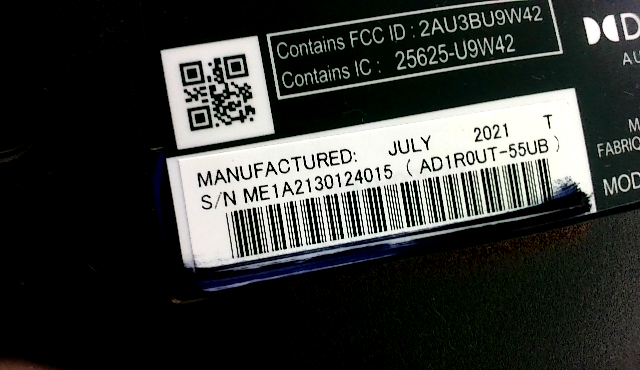 Contains FCC ID : 2AU3BU9W42
Contains IC : 25625-U9W42
MANUFACTURED: JULY 2021 T
S/N ME1A2130124015 ( AD1R0UT-55UB )